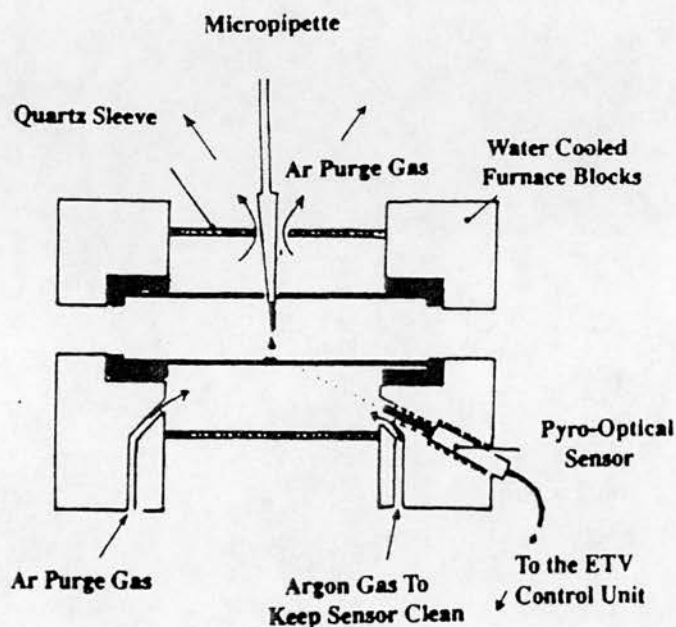 Micropipette
Quartz Sleeve
Ar Purge Gas
Water Cooled
Furnace Blocks
Pyro-Optical
Sensor
Ar Purge Gas
Argon Gas To
Keep Sensor Clean
To the ETV
Control Unit